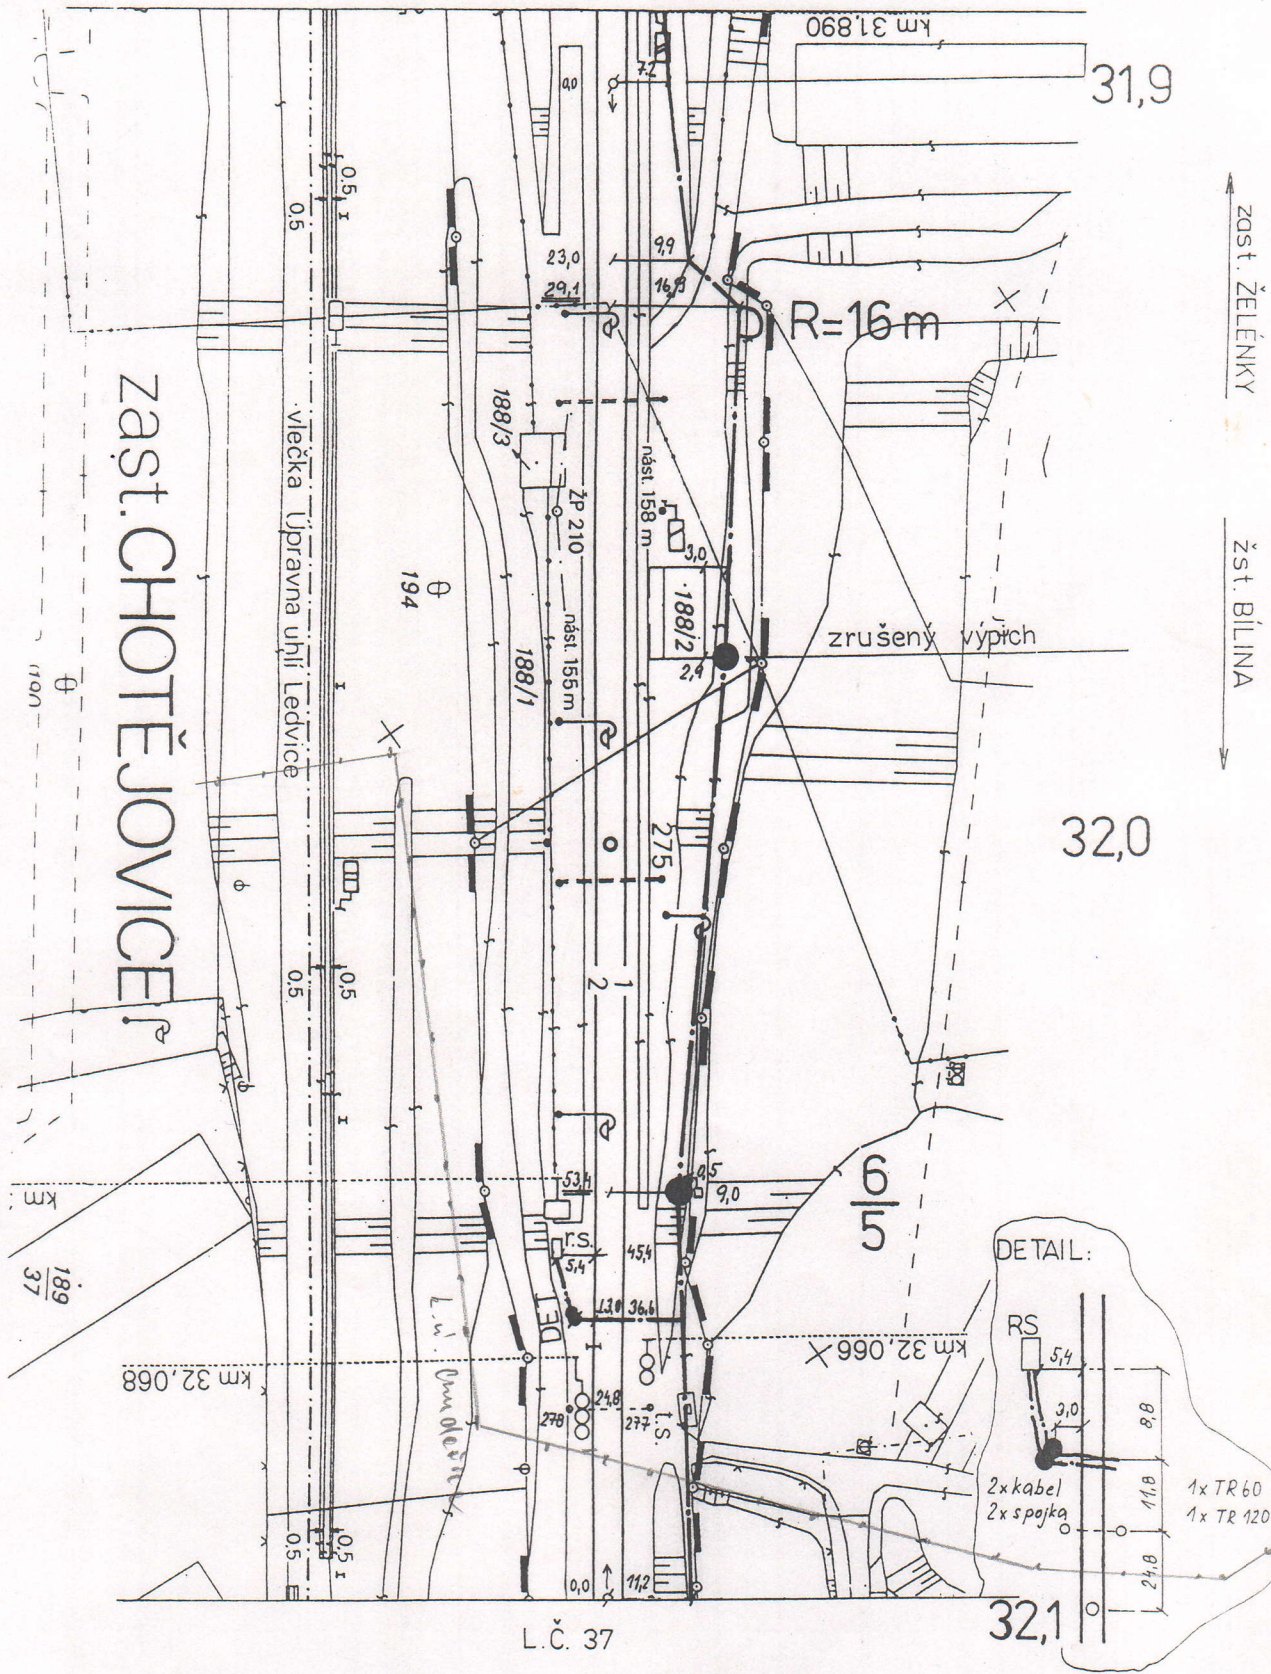 km 31.890
31,9
7.2
0,0
0,5
0,5
zast. ŽELÉNKY
23,0
9,9
29,1
16,9
R=16 m
zast. CHOTĚJOVICE
vlečka Úpravna uhlí Ledvice
188/3
ŽP 210
nást. 158 m
3,0
188/2
2,9
194
188/1
nást. 155 m
zrušený výpich
žst. BÍLINA
1190
32,0
275
1
2
0,5
0,5
53,4
0,5
9,0
km
6
5
189
37
r.s.
5,4
45,4
DET
13,0
36,6
km 32,068
km 32,066
278
24,8
277
t.s.
DETAIL:
RS
5,4
3,0
8,8
2xkabel
2xspojka
11,8
1x TR 60
1x TR 120
24,8
0,5
0,5
0,0
11,2
32,1
L.Č. 37